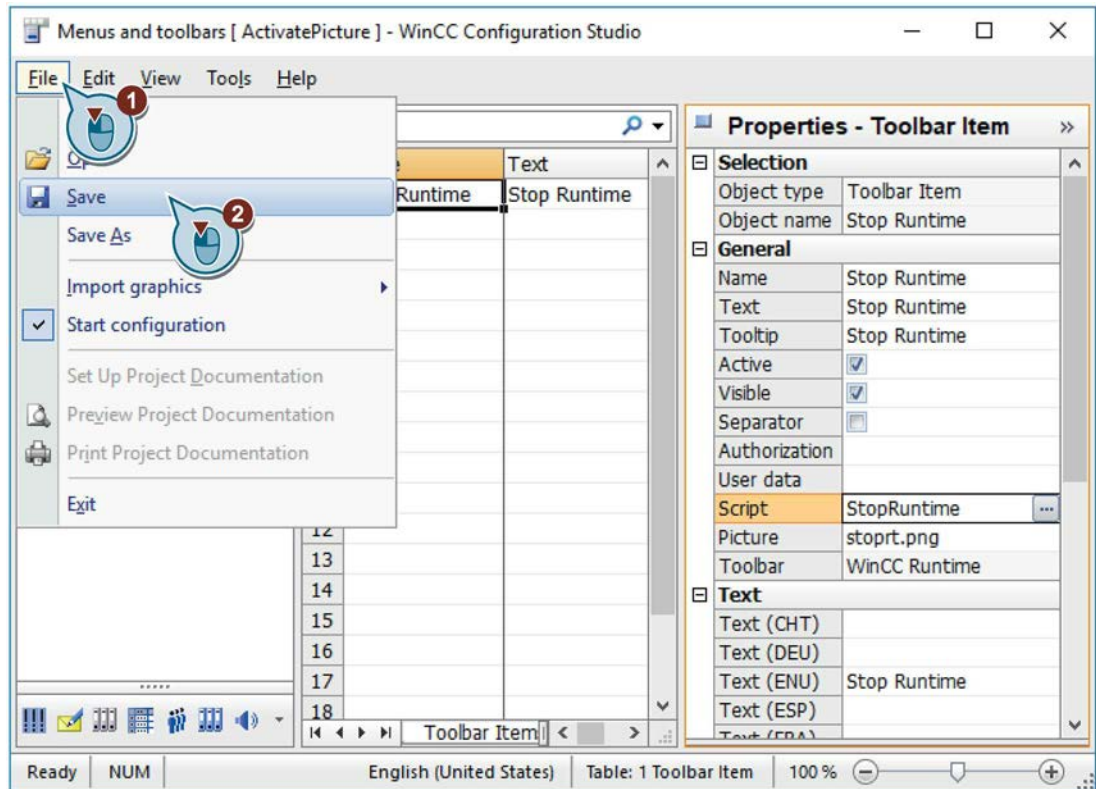 Menus and toolbars [ ActivatePicture ] - WinCC Configuration Studio
File Edit View Tools Help
1
Properties - Toolbar Item »
Text
Selection
Save
2
Runtime Stop Runtime
Object type Toolbar Item
Object name Stop Runtime
Save As
General
Import graphics
Name Stop Runtime
Start configuration
Text Stop Runtime
Tooltip Stop Runtime
Set Up Project Documentation
Active
Visible
Preview Project Documentation
Separator
Print Project Documentation
Authorization
User data
Exit
Script StopRuntime ...
12
Picture stoprt.png
13
Toolbar WinCC Runtime
14
Text
15
Text (CHT)
16
Text (DEU)
17
Text (ENU) Stop Runtime
18
Text (ESP)
Toolbar Item
Ready NUM English (United States) Table: 1 Toolbar Item 100 %